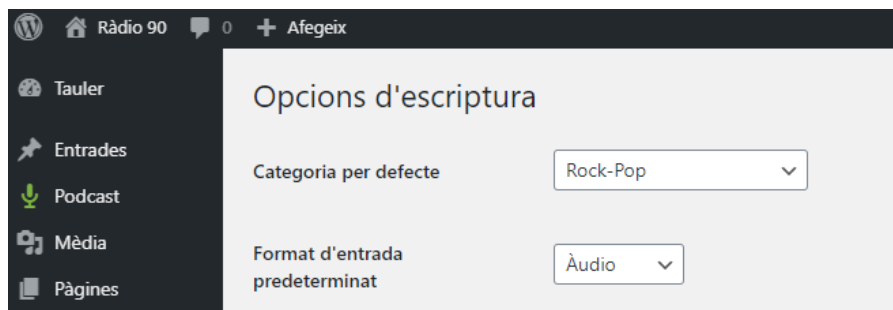 Ràdio 90 0 Afegeix
Tauler
Entrades
Podcast
Mèdia
Pàgines
Opcions d'escriptura
Categoria per defecte Rock-Pop
Format d'entrada
predeterminat Àudio